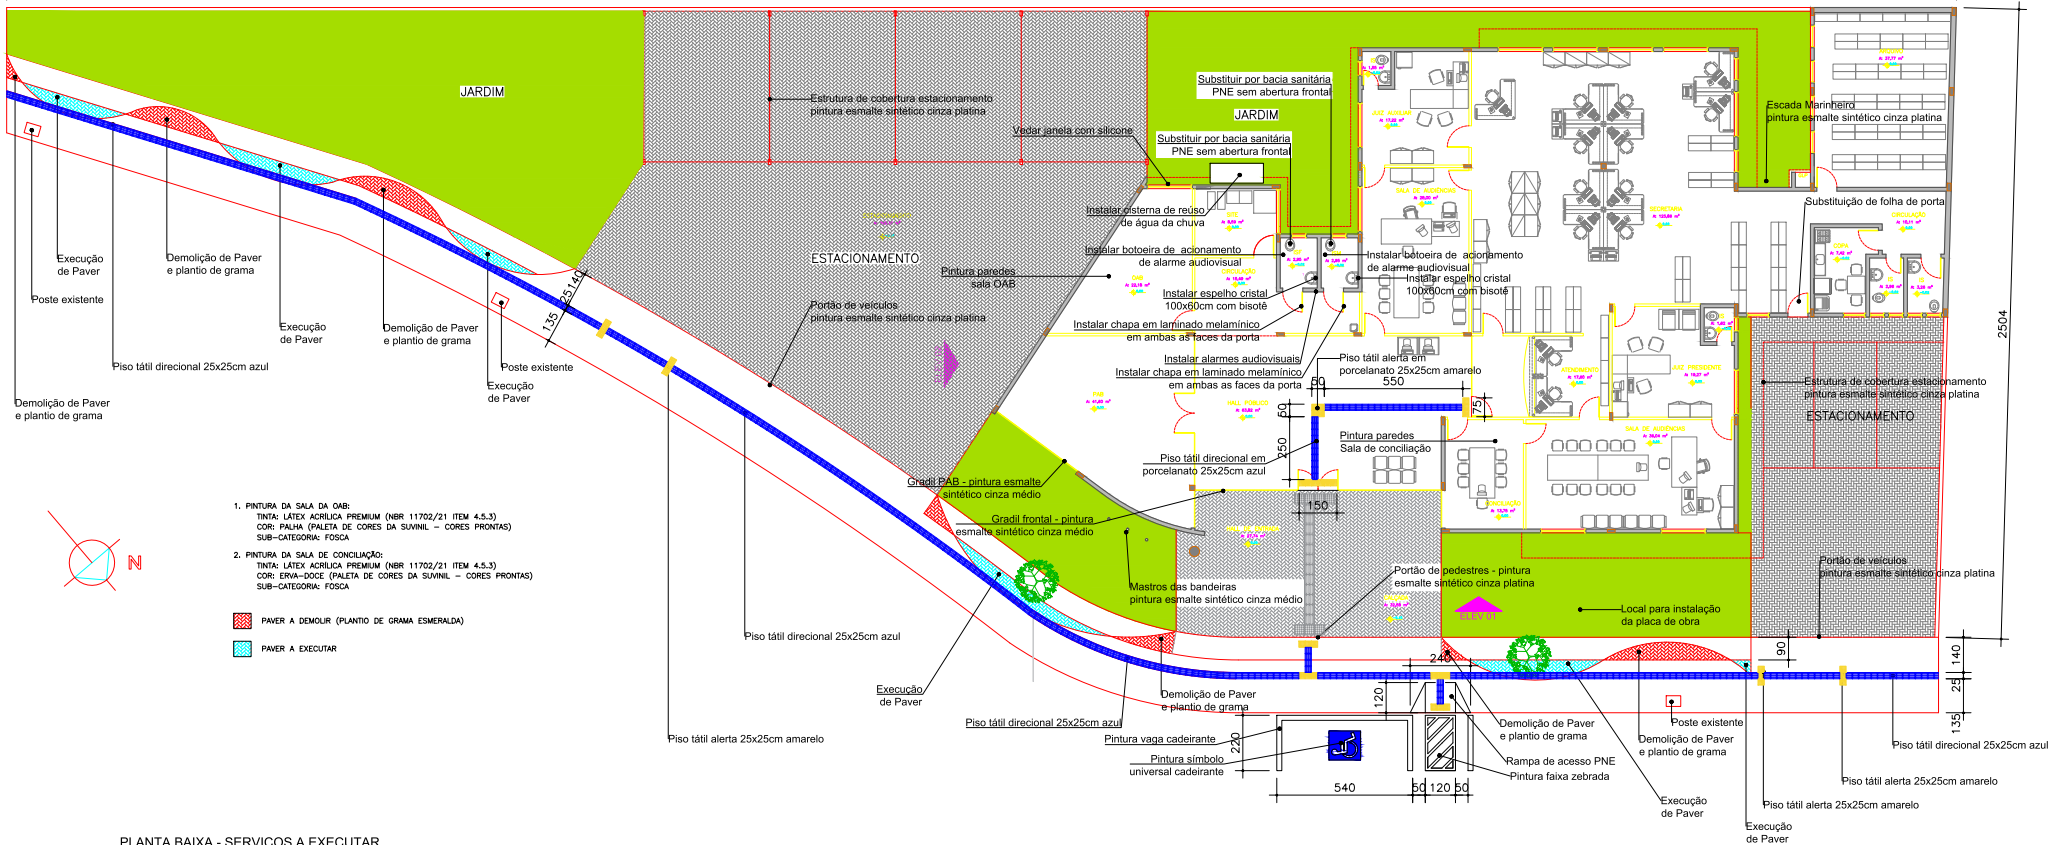 JARDIM
Estrutura de cobertura estacionamento
pintura esmalte sintético cinza platina
Vedar janela com silicone
Substituir por bacia sanitária
PNE sem abertura frontal
JARDIM
Substituir por bacia sanitária
PNE sem abertura frontal
Escada Marinheiro
pintura esmalte sintético cinza platina
Substituição de folha de porta
Instalar cisterna de reúso
de água da chuva
Instalar botoeira de acionamento
de alarme audiovisual
Instalar botoeira de acionamento
de alarme audiovisual
Instalar espelho cristal
100x60cm com bisotê
Instalar espelho cristal
100x60cm com bisotê
Pintura paredes
sala OAB
ESTACIONAMENTO
Portão de veículos
pintura esmalte sintético cinza platina
Instalar chapa em laminado melamínico
em ambas as faces da porta
Instalar alarmes audiovisuais
Instalar chapa em laminado melamínico
em ambas as faces da porta
Piso tátil alerta em
porcelanato 25x25cm amarelo
50
550
50
250
75
150
Execução
de Paver
Demolição de Paver
e plantio de grama
Poste existente
Execução
de Paver
Demolição de Paver
e plantio de grama
Poste existente
Piso tátil direcional 25x25cm azul
Execução
de Paver
Demolição de Paver
e plantio de grama
140
25
135
2504
Estrutura de cobertura estacionamento
pintura esmalte sintético cinza platina
ESTACIONAMENTO
Pintura paredes
Sala de conciliação
Piso tátil direcional em
porcelanato 25x25cm azul
Gradil PAB - pintura esmalte
sintético cinza médio
Gradil frontal - pintura
esmalte sintético cinza médio
1. PINTURA DA SALA DA OAB:
TINTA: LÁTEX ACRÍLICA PREMIUM (NBR 11702/21 ITEM 4.5.3)
COR: PALHA (PALETA DE CORES DA SUVINIL – CORES PRONTAS)
SUB–CATEGORIA: FOSCA
2. PINTURA DA SALA DE CONCILIAÇÃO:
TINTA: LÁTEX ACRÍLICA PREMIUM (NBR 11702/21 ITEM 4.5.3)
COR: ERVA–DOCE (PALETA DE CORES DA SUVINIL – CORES PRONTAS)
SUB–CATEGORIA: FOSCA
N
PAVER A DEMOLIR (PLANTIO DE GRAMA ESMERALDA)
PAVER A EXECUTAR
Mastros das bandeiras
pintura esmalte sintético cinza médio
Portão de pedestres - pintura
esmalte sintético cinza platina
ELEV 01
Local para instalação
da placa de obra
Portão de veículos
pintura esmalte sintético cinza platina
Piso tátil direcional 25x25cm azul
Execução
de Paver
Demolição de Paver
e plantio de grama
Piso tátil direcional 25x25cm azul
Piso tátil alerta 25x25cm amarelo
Pintura vaga cadeirante
Pintura símbolo
universal cadeirante
240
120
220
540
50
120
50
90
140
25
135
Demolição de Paver
e plantio de grama
Rampa de acesso PNE
Pintura faixa zebrada
Poste existente
Demolição de Paver
e plantio de grama
Piso tátil direcional 25x25cm azul
Piso tátil alerta 25x25cm amarelo
Piso tátil alerta 25x25cm amarelo
Execução
de Paver
Execução
de Paver
PLANTA BAIXA - SERVIÇOS A EXECUTAR